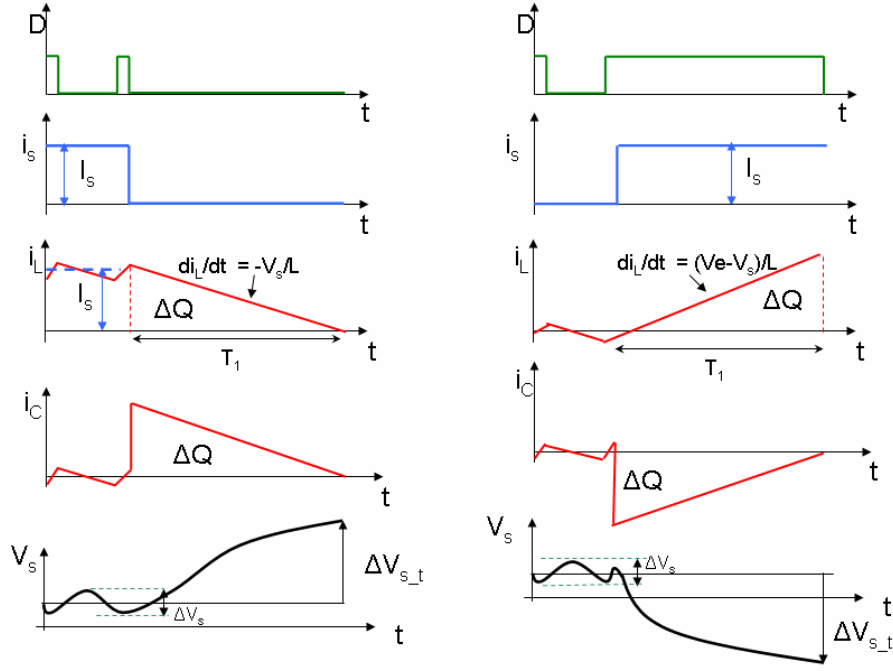 D
t
i_s
I_s
t
i_L
I_s
di_L/dt = -V_s/L
ΔQ
T_1
t
i_C
ΔQ
t
V_s
ΔV_s
ΔV_s_t
t
D
t
i_s
I_s
t
i_L
di_L/dt = (Ve-V_s)/L
ΔQ
T_1
t
i_C
ΔQ
t
V_s
ΔV_s
t
ΔV_s_t